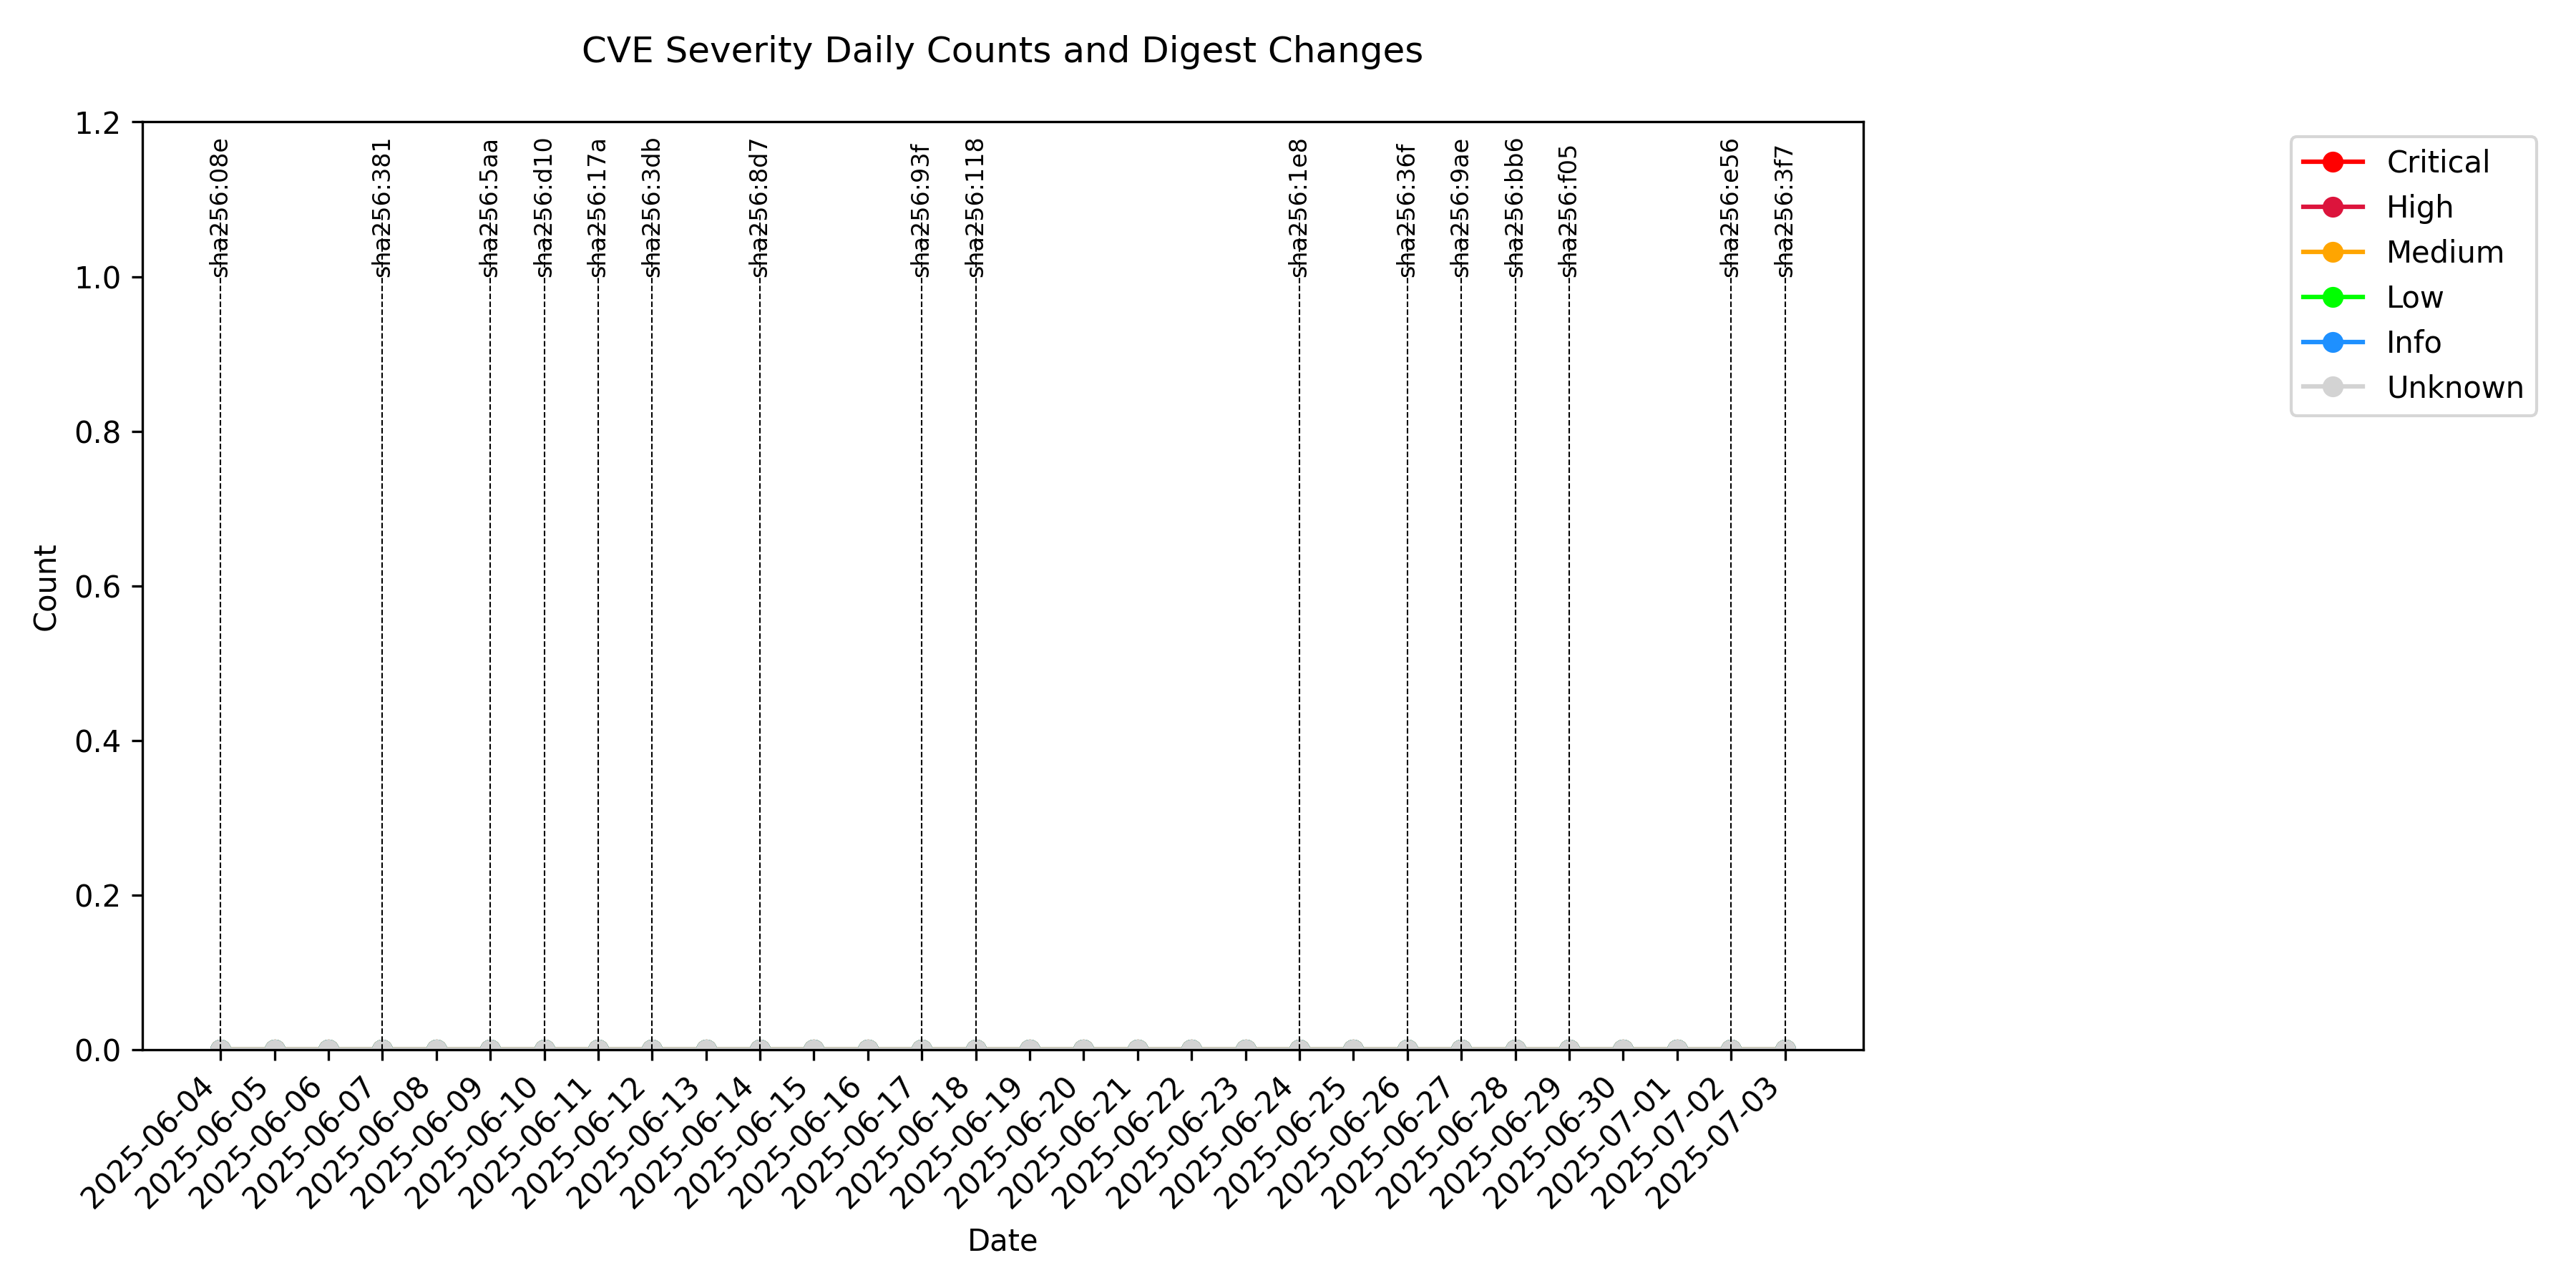 CVE Severity Daily Counts and Digest Changes
1.2
1.0
0.8
0.6
0.4
0.2
0.0
Count
sha256:08e
sha256:381
sha256:5aa
sha256:d10
sha256:17a
sha256:3db
sha256:8d7
sha256:93f
sha256:118
sha256:1e8
sha256:36f
sha256:9ae
sha256:bb6
sha256:f05
sha256:e56
sha256:3f7
2025-06-04
2025-06-05
2025-06-06
2025-06-07
2025-06-08
2025-06-09
2025-06-10
2025-06-11
2025-06-12
2025-06-13
2025-06-14
2025-06-15
2025-06-16
2025-06-17
2025-06-18
2025-06-19
2025-06-20
2025-06-21
2025-06-22
2025-06-23
2025-06-24
2025-06-25
2025-06-26
2025-06-27
2025-06-28
2025-06-29
2025-06-30
2025-07-01
2025-07-02
2025-07-03
Date
Critical
High
Medium
Low
Info
Unknown